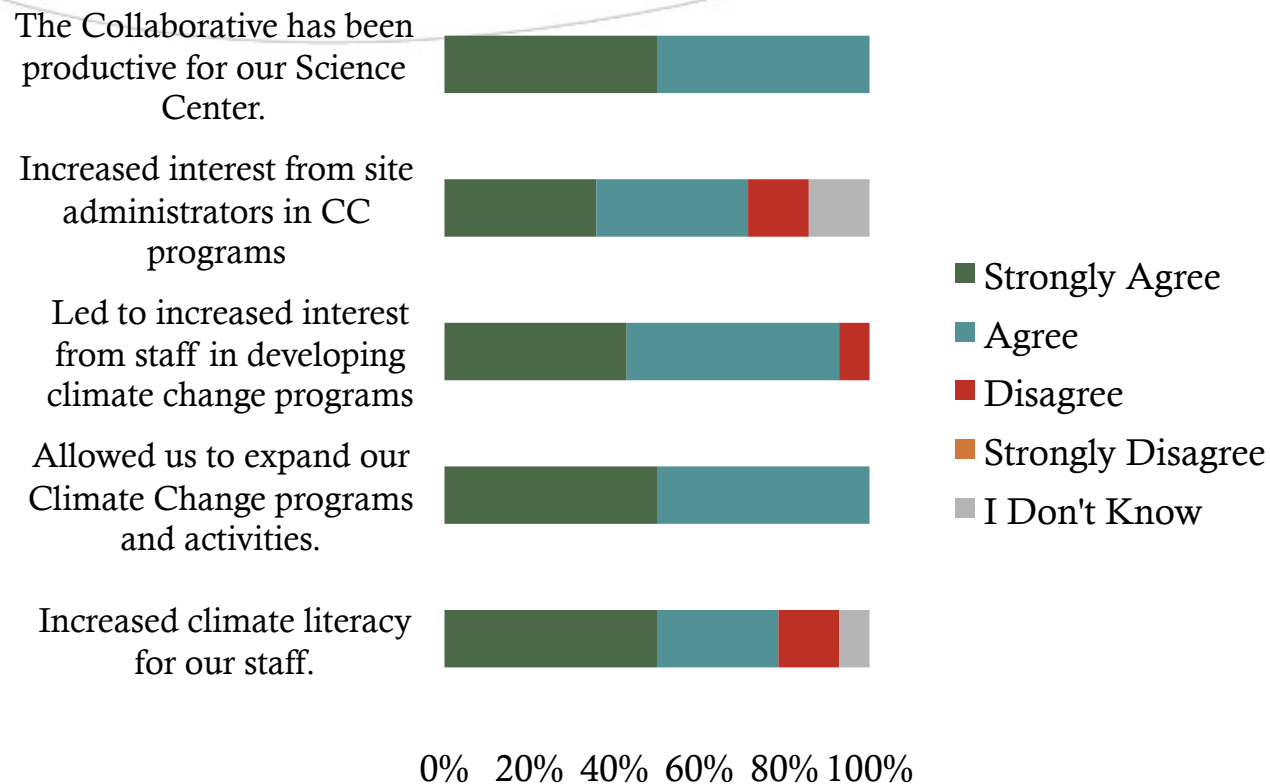 The Collaborative has been
productive for our Science
Center.
Increased interest from site
administrators in CC
programs
Led to increased interest
from staff in developing
climate change programs
Allowed us to expand our
Climate Change programs
and activities.
Increased climate literacy
for our staff.
0% 20% 40% 60% 80% 100%
Strongly Agree
Agree
Disagree
Strongly Disagree
I Don't Know